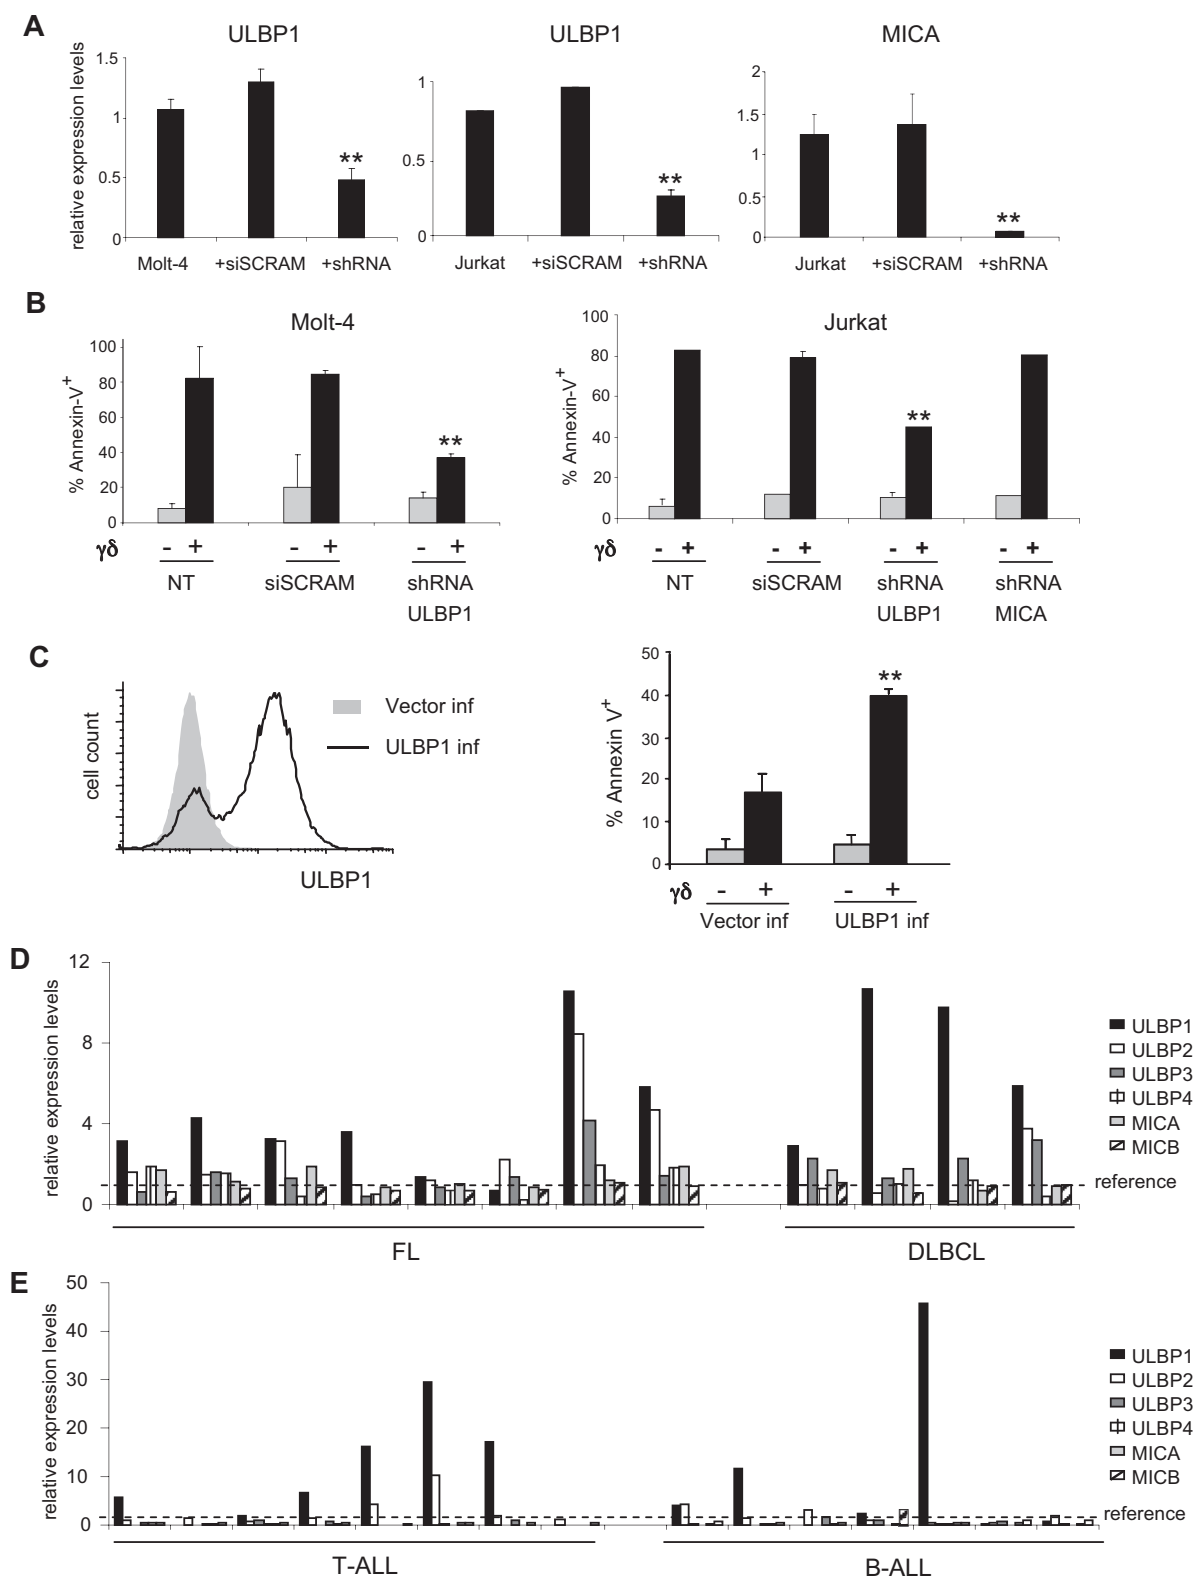 A
ULBP1 ULBP1 MICA
relative expression levels
1.5
1
0.5
0
1
0.5
0
2
1.5
1
0.5
0
** ** **
Molt-4 +siSCRAM +shRNA Jurkat +siSCRAM +shRNA Jurkat +siSCRAM +shRNA
B
Molt-4
% Annexin-V+
100
80
60
40
20
0
**
γδ - + - + - +
NT siSCRAM shRNA
ULBP1
Jurkat
% Annexin-V+
100
80
60
40
20
0
**
γδ - + - + - + - +
NT siSCRAM shRNA shRNA
ULBP1 MICA
C
cell count
Vector inf
ULBP1 inf
ULBP1
% Annexin V+
50
40
30
20
10
0
**
γδ - + - +
Vector inf ULBP1 inf
D
relative expression levels
12
8
4
0
ULBP1
ULBP2
ULBP3
ULBP4
MICA
MICB
reference
FL DLBCL
E
relative expression levels
50
40
30
20
10
0
ULBP1
ULBP2
ULBP3
ULBP4
MICA
MICB
reference
T-ALL B-ALL